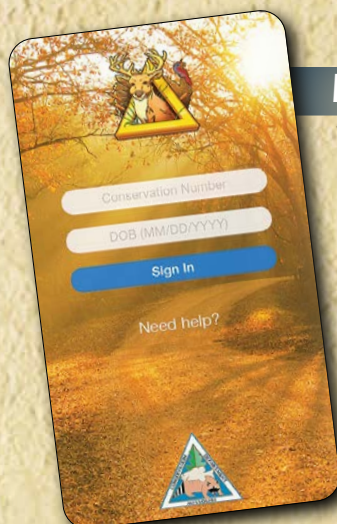 Conservation Number
DOB (MM/DD/YYYY)
Sign In
Need help?